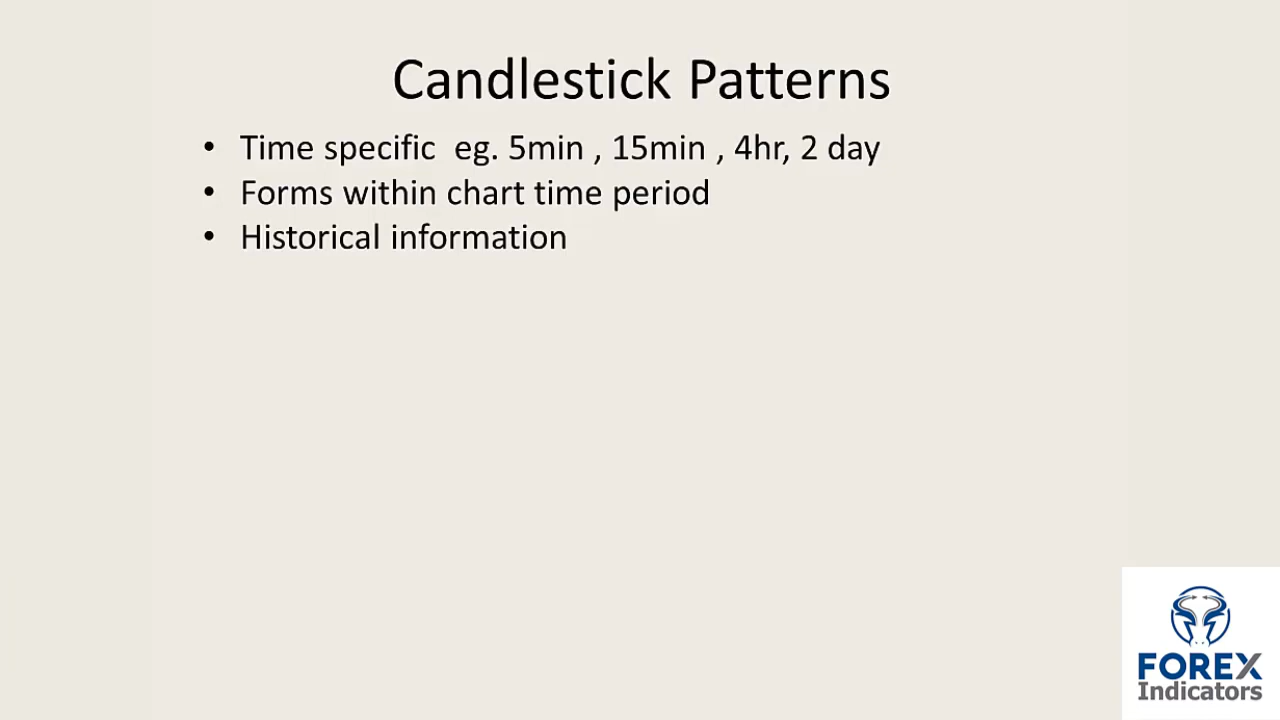 Candlestick Patterns
• Time specific  eg. 5min , 15min , 4hr, 2 day
• Forms within chart time period
• Historical information
FOREX
Indicators